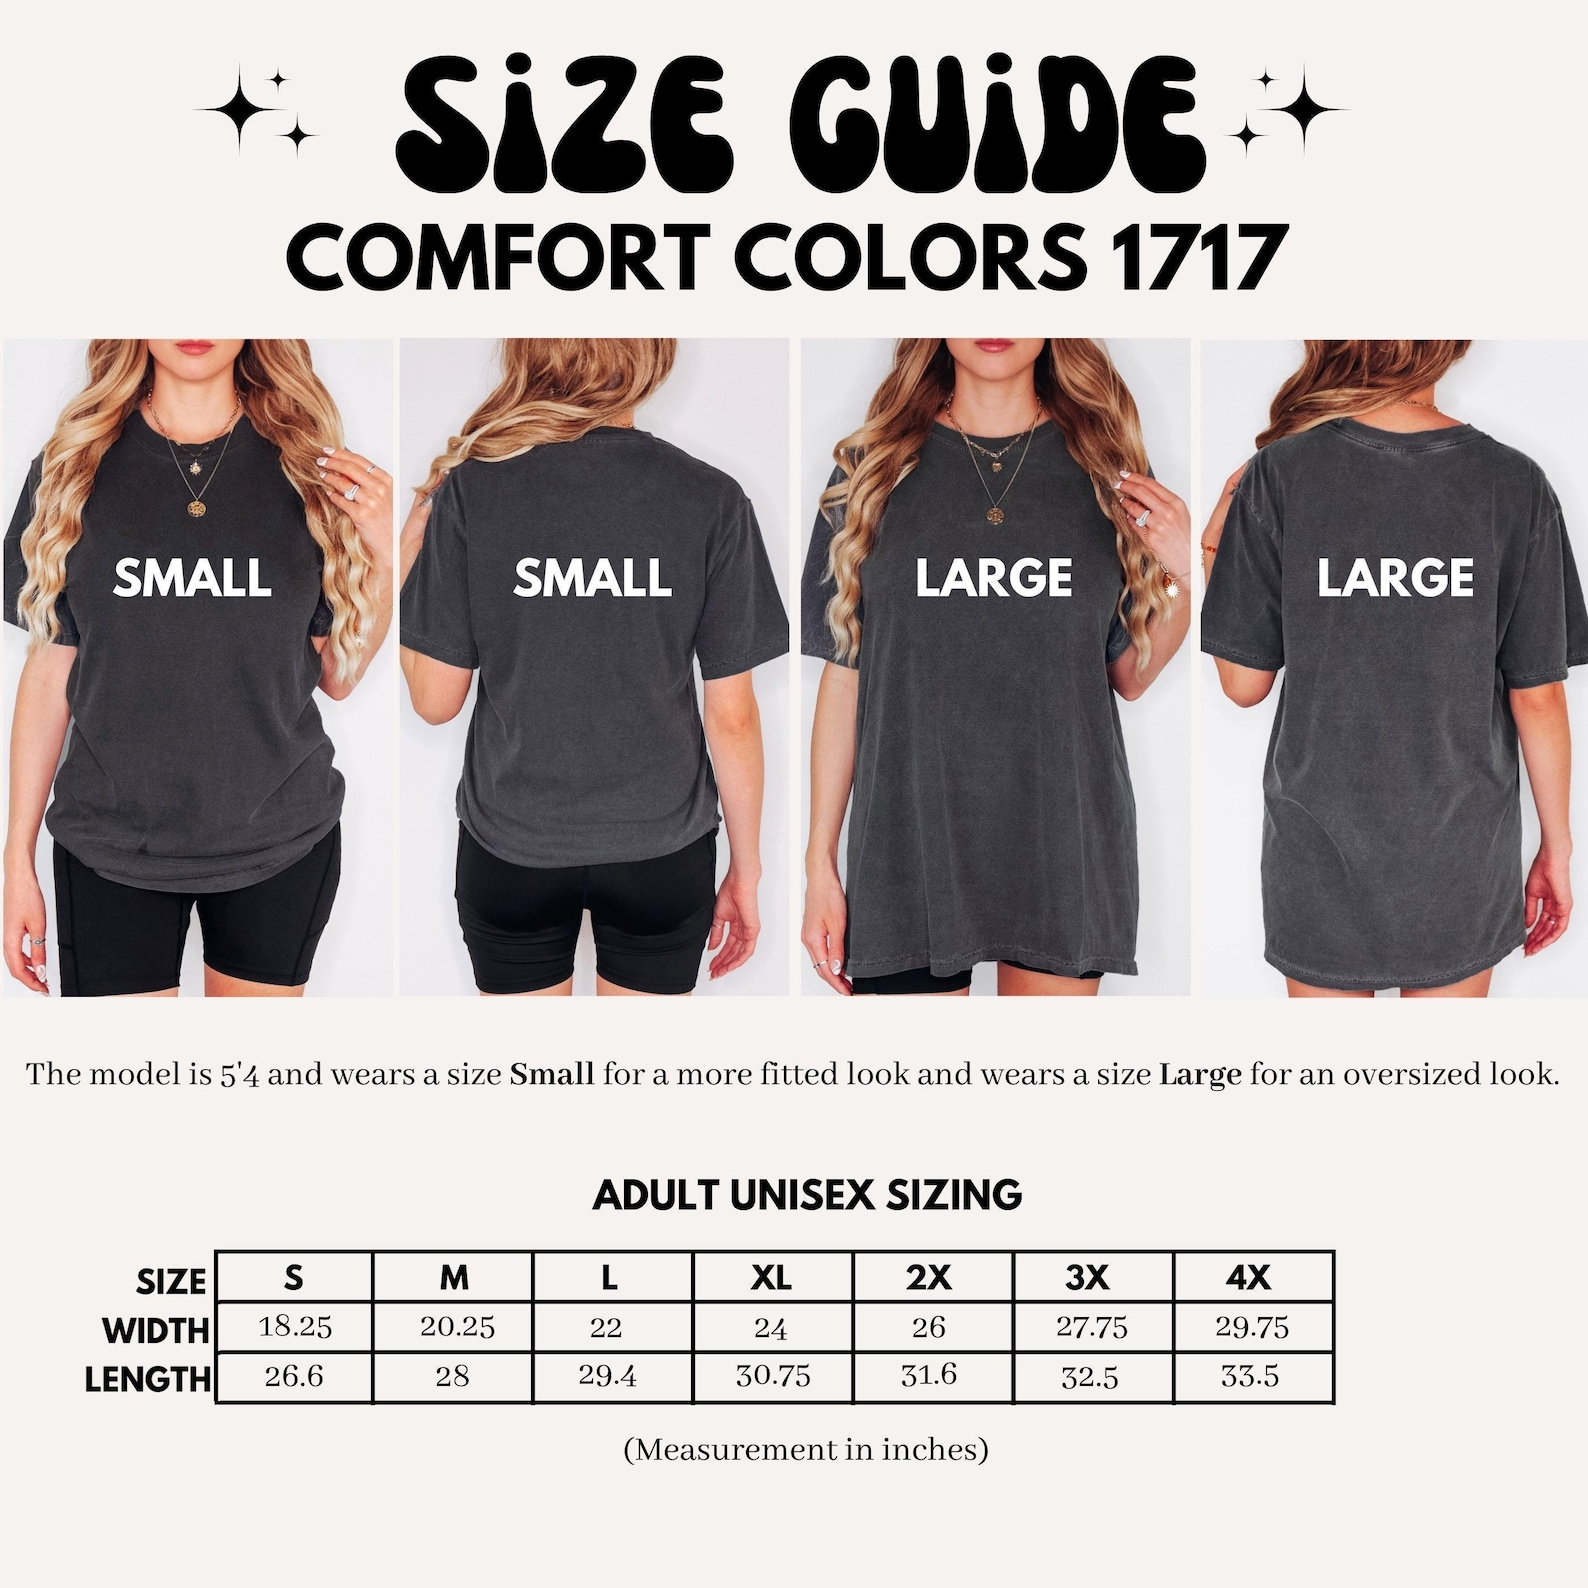 SiZE GUiDE
COMFORT COLORS 1717
SMALL
SMALL
LARGE
LARGE
The model is 5'4 and wears a size Small for a more fitted look and wears a size Large for an oversized look.
ADULT UNISEX SIZING
SIZE S M L XL 2X 3X 4X
WIDTH 18.25 20.25 22 24 26 27.75 29.75
LENGTH 26.6 28 29.4 30.75 31.6 32.5 33.5
(Measurement in inches)